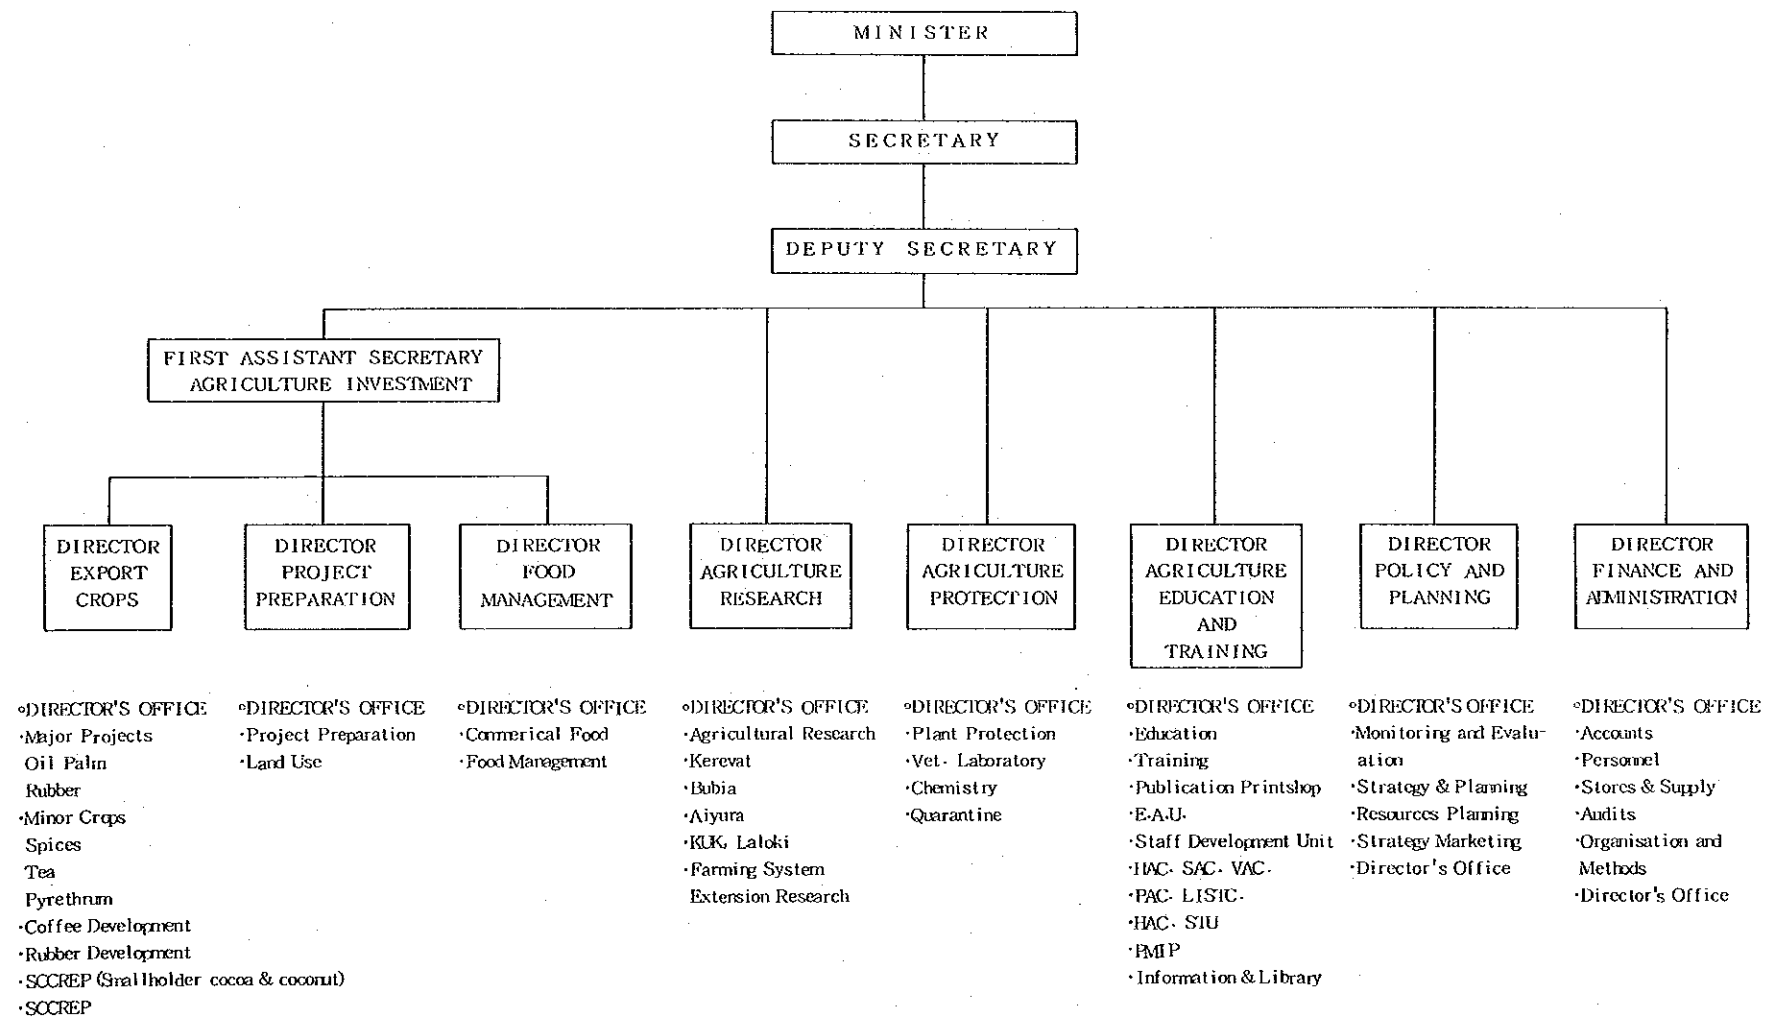 MINISTER
SECRETARY
DEPUTY SECRETARY
FIRST ASSISTANT SECRETARY
AGRICULTURE INVESTMENT
DIRECTOR
EXPORT
CROPS
DIRECTOR
PROJECT
PREPARATION
DIRECTOR
FOOD
MANAGEMENT
DIRECTOR
AGRICULTURE
RESEARCH
DIRECTOR
AGRICULTURE
PROTECTION
DIRECTOR
AGRICULTURE
EDUCATION
AND
TRAINING
DIRECTOR
POLICY AND
PLANNING
DIRECTOR
FINANCE AND
ADMINISTRATION
°DIRECTOR'S OFFICE
·Major Projects
Oil Palm
Rubber
·Minor Crops
Spices
Tea
Pyrethrum
·Coffee Development
·Rubber Development
·SCCREP (Smallholder cocoa & coconut)
·SCCREP
°DIRECTOR'S OFFICE
·Project Preparation
·Land Use
°DIRECTOR'S OFFICE
·Commerical Food
·Food Management
°DIRECTOR'S OFFICE
·Agricultural Research
·Kerevat
·Bubia
·Aiyura
·KUK, Laloki
·Farming System
Extension Research
°DIRECTOR'S OFFICE
·Plant Protection
·Vet. Laboratory
·Chemistry
·Quarantine
°DIRECTOR'S OFFICE
·Education
·Training
·Publication Printshop
·E.A.U.
·Staff Development Unit
·HAC. SAC. VAC.
·PAC. LISTC.
·HAC. STU
·PMIP
·Information & Library
°DIRECTOR'S OFFICE
·Monitoring and Evalu-
ation
·Strategy & Planning
·Resources Planning
·Strategy Marketing
·Director's Office
°DIRECTOR'S OFFICE
·Accounts
·Personnel
·Stores & Supply
·Audits
·Organisation and
Methods
·Director's Office